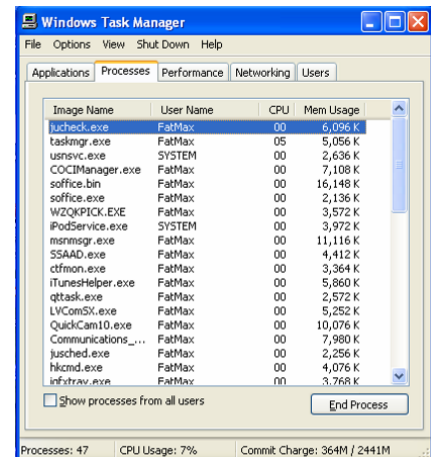 Windows Task Manager
File Options View Shut Down Help
Applications Processes Performance Networking Users
Image Name User Name CPU Mem Usage
jucheck.exe FatMax 00 6,096 K
taskmgr.exe FatMax 05 5,056 K
usnsvc.exe SYSTEM 00 2,636 K
COCIManager.exe FatMax 00 7,108 K
soffice.bin FatMax 00 16,148 K
soffice.exe FatMax 00 2,136 K
WZQKPICK.EXE FatMax 00 3,572 K
iPodService.exe SYSTEM 00 3,972 K
msnmsgr.exe FatMax 00 11,116 K
SSAAD.exe FatMax 00 4,412 K
ctfmon.exe FatMax 00 3,364 K
iTunesHelper.exe FatMax 00 5,860 K
qttask.exe FatMax 00 2,572 K
LVComSX.exe FatMax 00 5,252 K
QuickCam10.exe FatMax 00 10,076 K
Communications_... FatMax 00 7,980 K
jusched.exe FatMax 00 2,256 K
hkcmd.exe FatMax 00 4,076 K
igfxtray.exe FatMax 00 3,768 K
Show processes from all users End Process
Processes: 47 CPU Usage: 7% Commit Charge: 364M / 2441M